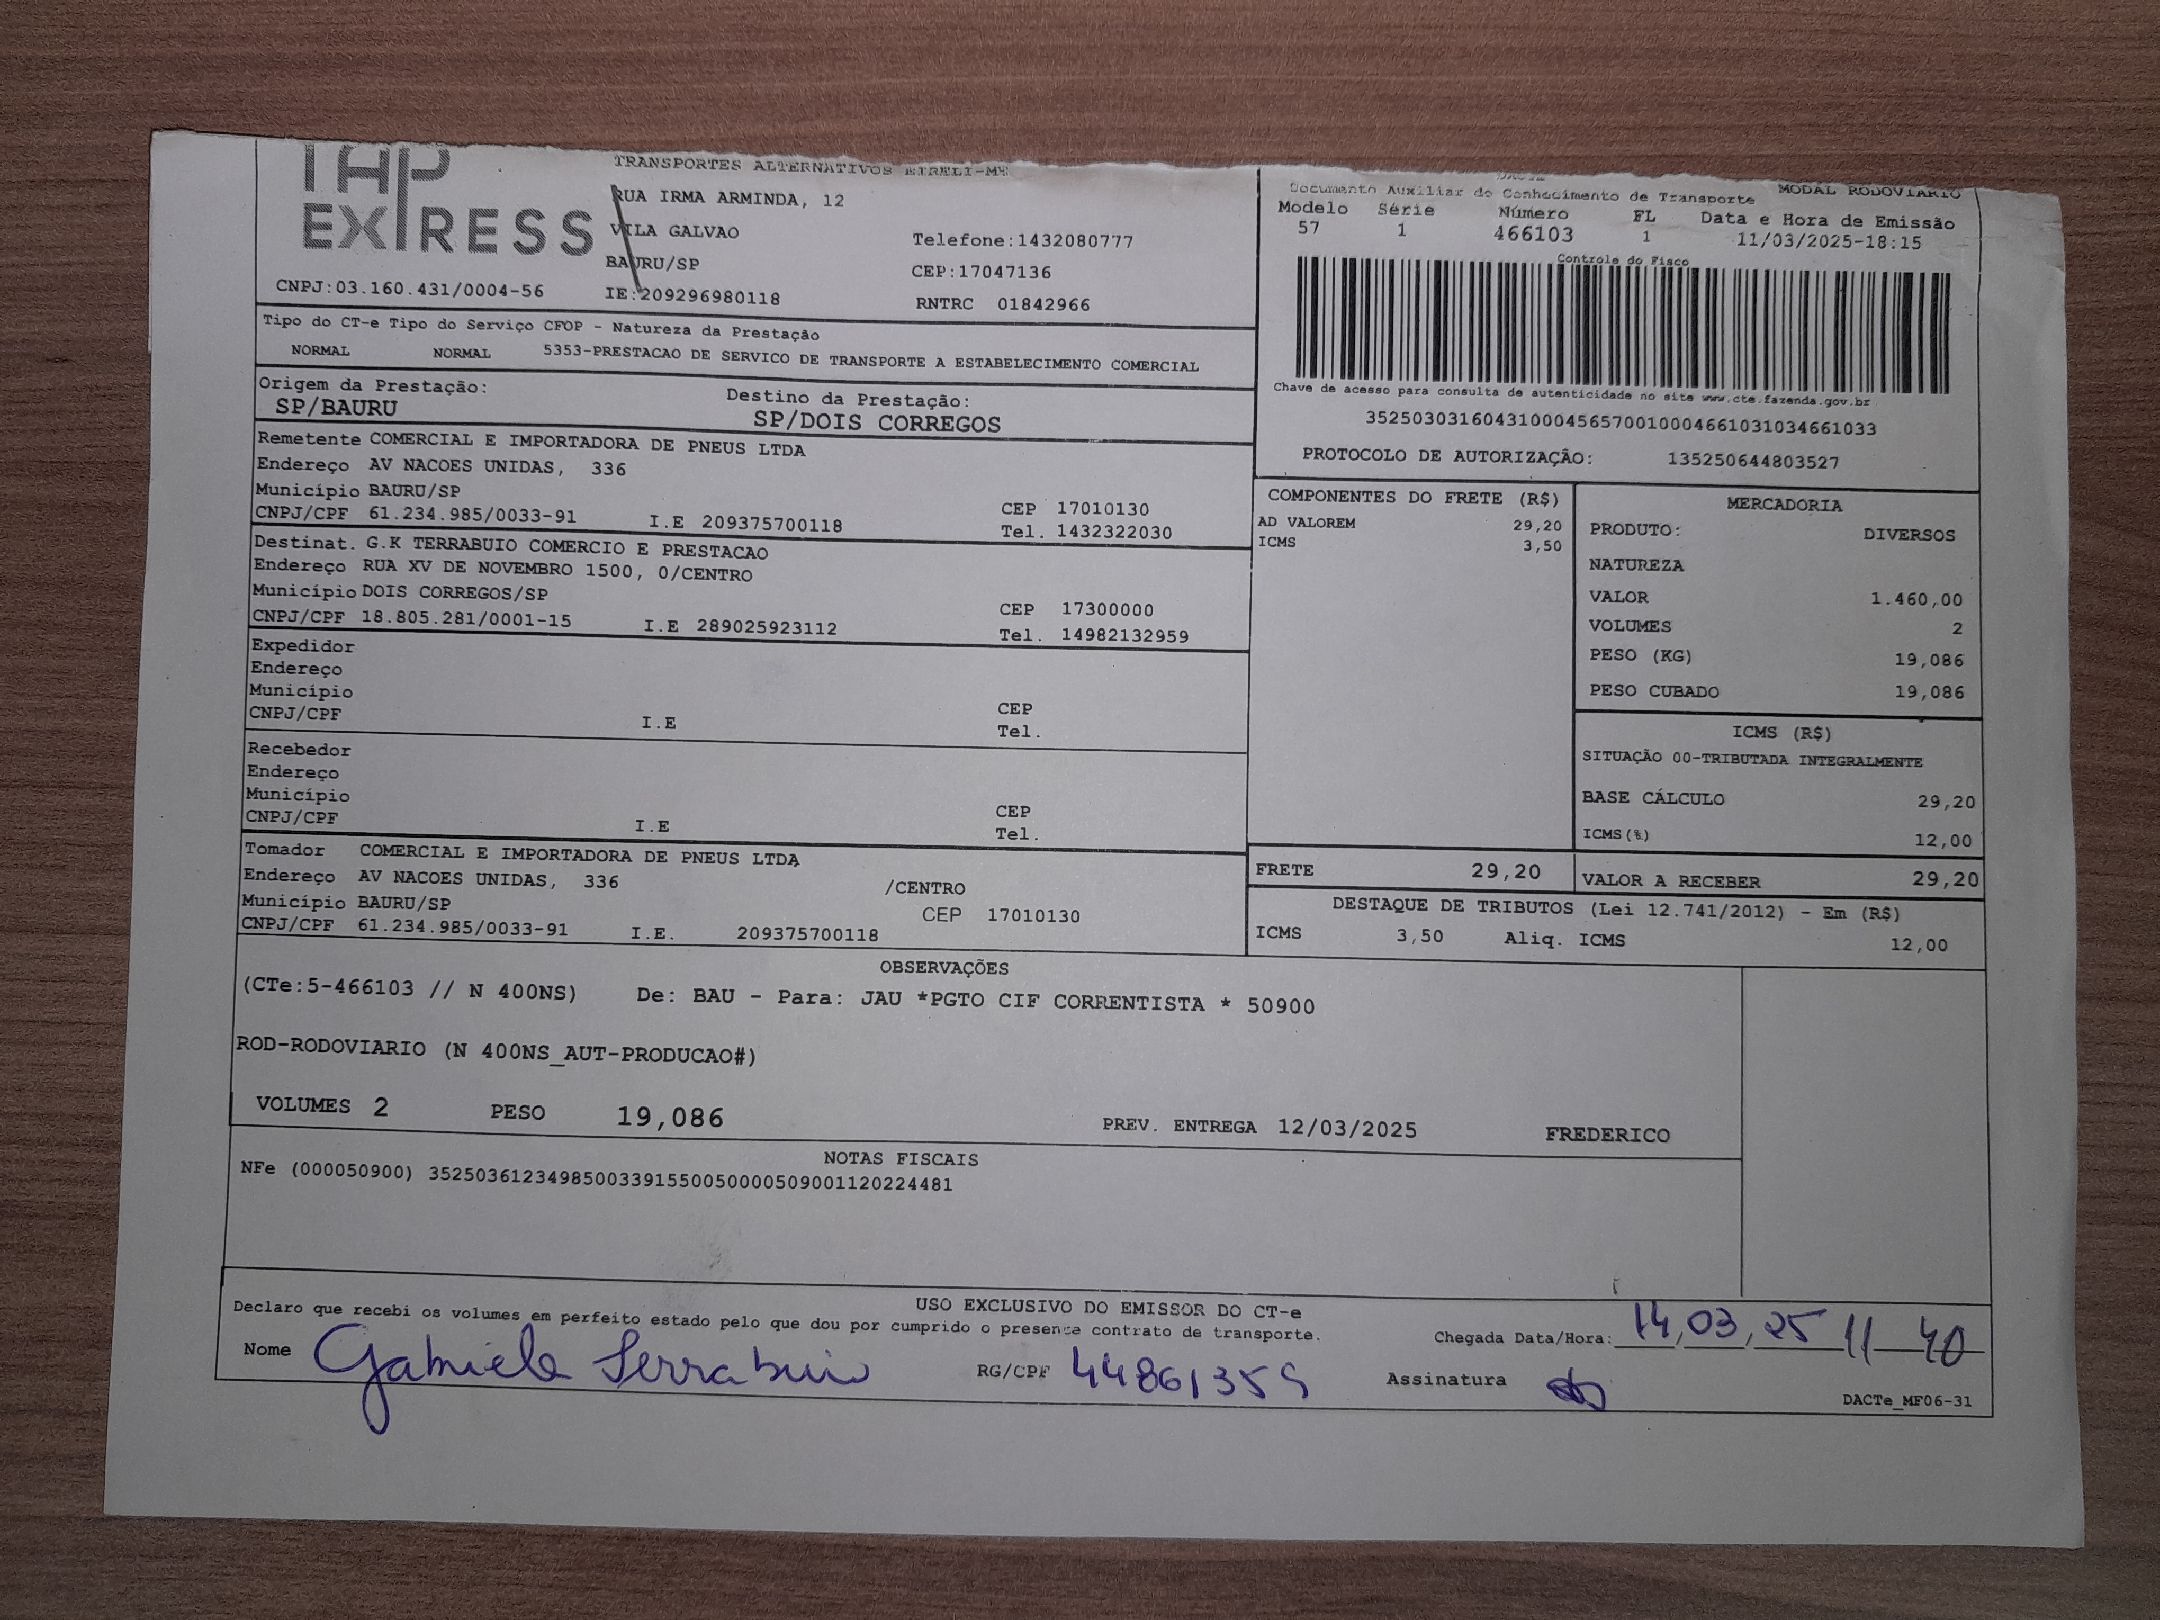 TAP
EXPRESS
TRANSPORTES ALTERNATIVOS EIRELI-ME
RUA IRMA ARMINDA, 12
VILA GALVAO
Telefone:1432080777
BAURU/SP
CEP:17047136
CNPJ:03.160.431/0004-56
IE:209296980118
RNTRC 01842966
Documento Auxiliar do Conhecimento de Transporte
MODAL RODOVIARIO
Modelo Série Número FL Data e Hora de Emissão
57 1 466103 1 11/03/2025-18:15
Controle do Fisco
Chave de acesso para consulta de autenticidade no site www.cte.fazenda.gov.br
35250303160431000456570010004661031034661033
PROTOCOLO DE AUTORIZAÇÃO: 135250644803527
Tipo do CT-e Tipo do Serviço CFOP - Natureza da Prestação
NORMAL NORMAL 5353-PRESTACAO DE SERVICO DE TRANSPORTE A ESTABELECIMENTO COMERCIAL
Origem da Prestação: Destino da Prestação:
SP/BAURU SP/DOIS CORREGOS
Remetente COMERCIAL E IMPORTADORA DE PNEUS LTDA
Endereço AV NACOES UNIDAS, 336
Município BAURU/SP CEP 17010130
CNPJ/CPF 61.234.985/0033-91 I.E 209375700118 Tel. 1432322030
Destinat. G.K TERRABUIO COMERCIO E PRESTACAO
Endereço RUA XV DE NOVEMBRO 1500, 0/CENTRO
Município DOIS CORREGOS/SP CEP 17300000
CNPJ/CPF 18.805.281/0001-15 I.E 289025923112 Tel. 14982132959
Expedidor
Endereço
Município CEP
CNPJ/CPF I.E Tel.
Recebedor
Endereço
Município CEP
CNPJ/CPF I.E Tel.
Tomador COMERCIAL E IMPORTADORA DE PNEUS LTDA
Endereço AV NACOES UNIDAS, 336 /CENTRO
Município BAURU/SP CEP 17010130
CNPJ/CPF 61.234.985/0033-91 I.E. 209375700118
COMPONENTES DO FRETE (R$)
AD VALOREM 29,20
ICMS 3,50
MERCADORIA
PRODUTO: DIVERSOS
NATUREZA
VALOR 1.460,00
VOLUMES 2
PESO (KG) 19,086
PESO CUBADO 19,086
ICMS (R$)
SITUAÇÃO 00-TRIBUTADA INTEGRALMENTE
BASE CÁLCULO 29,20
ICMS(%) 12,00
FRETE 29,20 VALOR A RECEBER 29,20
DESTAQUE DE TRIBUTOS (Lei 12.741/2012) - Em (R$)
ICMS 3,50 Aliq. ICMS 12,00
OBSERVAÇÕES
(CTe:5-466103 // N 400NS) De: BAU - Para: JAU *PGTO CIF CORRENTISTA * 50900
ROD-RODOVIARIO (N 400NS_AUT-PRODUCAO#)
VOLUMES 2 PESO 19,086 PREV. ENTREGA 12/03/2025 FREDERICO
NOTAS FISCAIS
NFe (000050900) 35250361234985003391550050000509001120224481
USO EXCLUSIVO DO EMISSOR DO CT-e
Declaro que recebi os volumes em perfeito estado pelo que dou por cumprido o presente contrato de transporte.
Chegada Data/Hora: 14/03/25 11 40
Nome Gabriela Terrabuio RG/CPF 44861359 Assinatura
DACTe_MF06-31